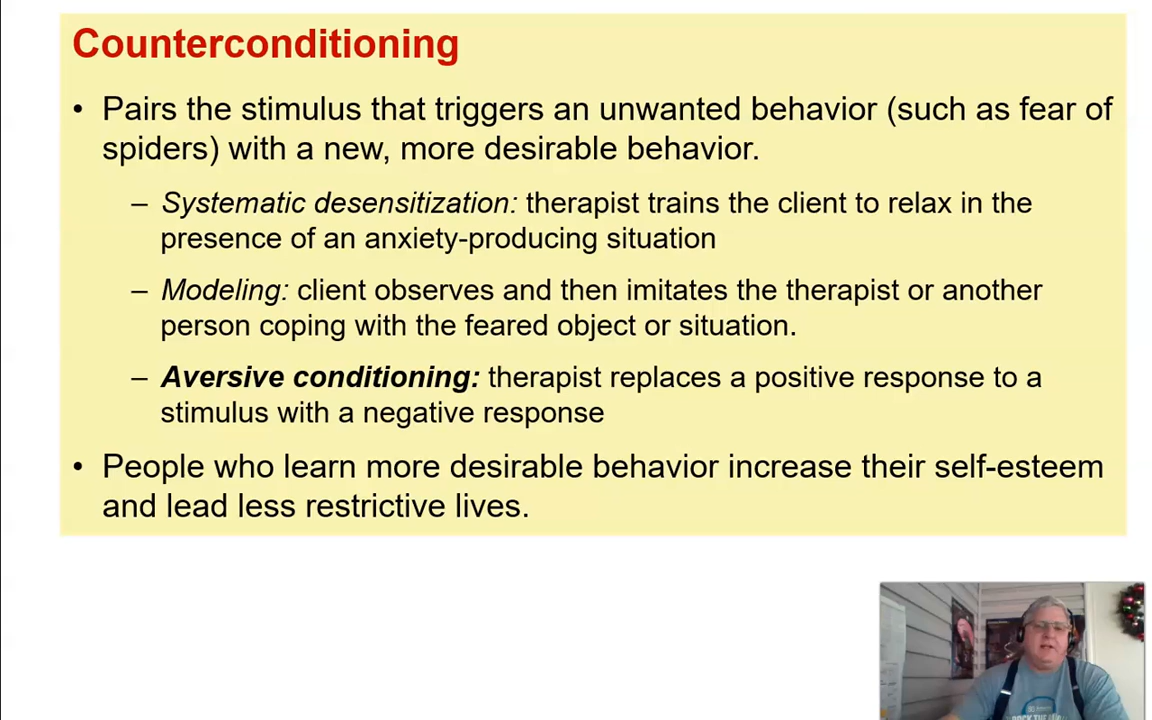 Counterconditioning
• Pairs the stimulus that triggers an unwanted behavior (such as fear of
spiders) with a new, more desirable behavior.
– Systematic desensitization: therapist trains the client to relax in the
presence of an anxiety-producing situation
– Modeling: client observes and then imitates the therapist or another
person coping with the feared object or situation.
– Aversive conditioning: therapist replaces a positive response to a
stimulus with a negative response
• People who learn more desirable behavior increase their self-esteem
and lead less restrictive lives.